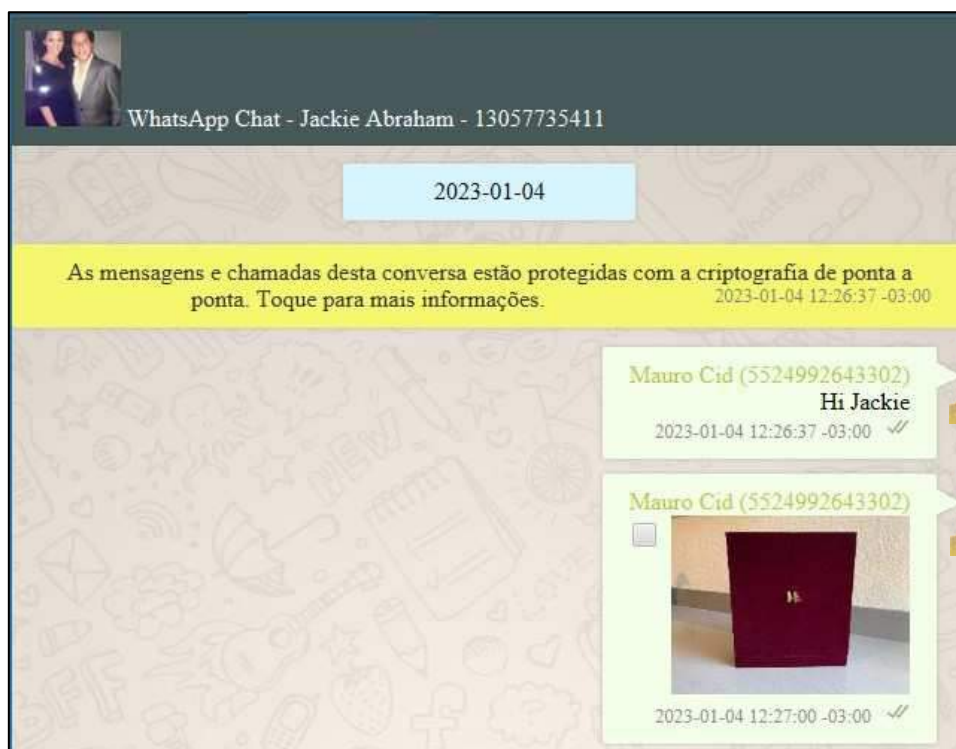 WhatsApp Chat - Jackie Abraham - 13057735411
2023-01-04
As mensagens e chamadas desta conversa estão protegidas com a criptografia de ponta a
ponta. Toque para mais informações.
2023-01-04 12:26:37 -03:00
Mauro Cid (5524992643302)
Hi Jackie
2023-01-04 12:26:37 -03:00
Mauro Cid (5524992643302)
2023-01-04 12:27:00 -03:00